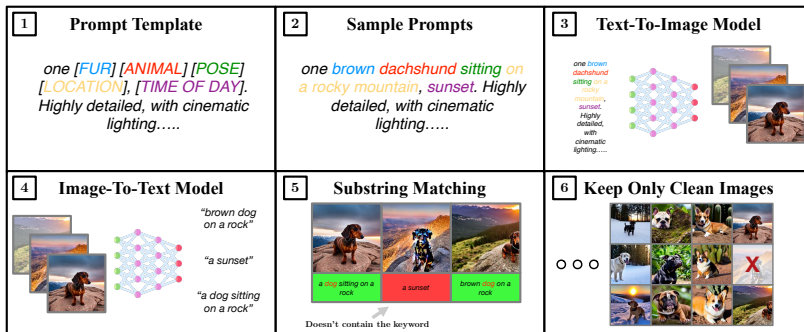 1 Prompt Template
one [FUR] [ANIMAL] [POSE]
[LOCATION], [TIME OF DAY].
Highly detailed, with cinematic
lighting…..
2 Sample Prompts
one brown dachshund sitting on
a rocky mountain, sunset. Highly
detailed, with cinematic
lighting…..
3 Text-To-Image Model
one brown
dachshund
sitting on
a rocky
mountain,
sunset.
Highly
detailed,
with
cinematic
lighting…..
4 Image-To-Text Model
“brown dog
on a rock”
“a sunset”
“a dog sitting
on a rock”
5 Substring Matching
a dog sitting on a
rock
a sunset
brown dog on a
rock
Doesn't contain the keyword
6 Keep Only Clean Images
X